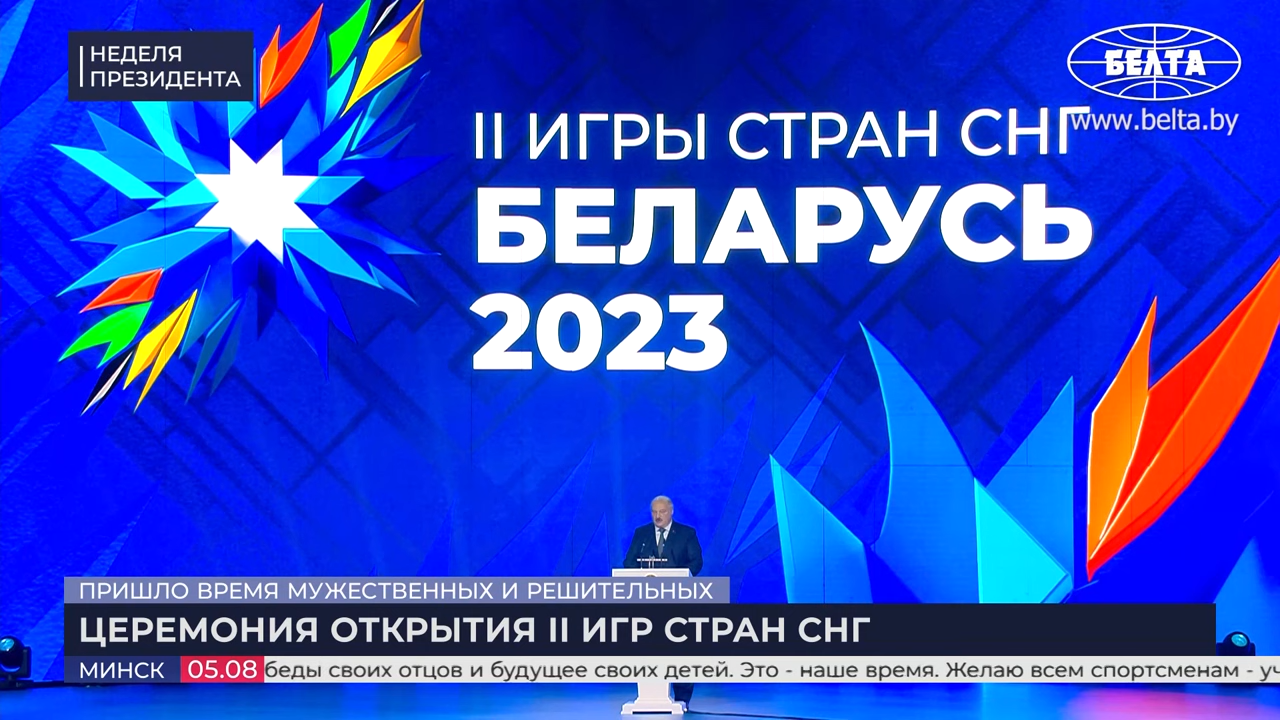 НЕДЕЛЯ
ПРЕЗИДЕНТА
БЕЛТА
www.belta.by
II ИГРЫ СТРАН СНГ
БЕЛАРУСЬ
2023
ПРИШЛО ВРЕМЯ МУЖЕСТВЕННЫХ И РЕШИТЕЛЬНЫХ
ЦЕРЕМОНИЯ ОТКРЫТИЯ II ИГР СТРАН СНГ
МИНСК 05.08 беды своих отцов и будущее своих детей. Это - наше время. Желаю всем спортсменам - уч